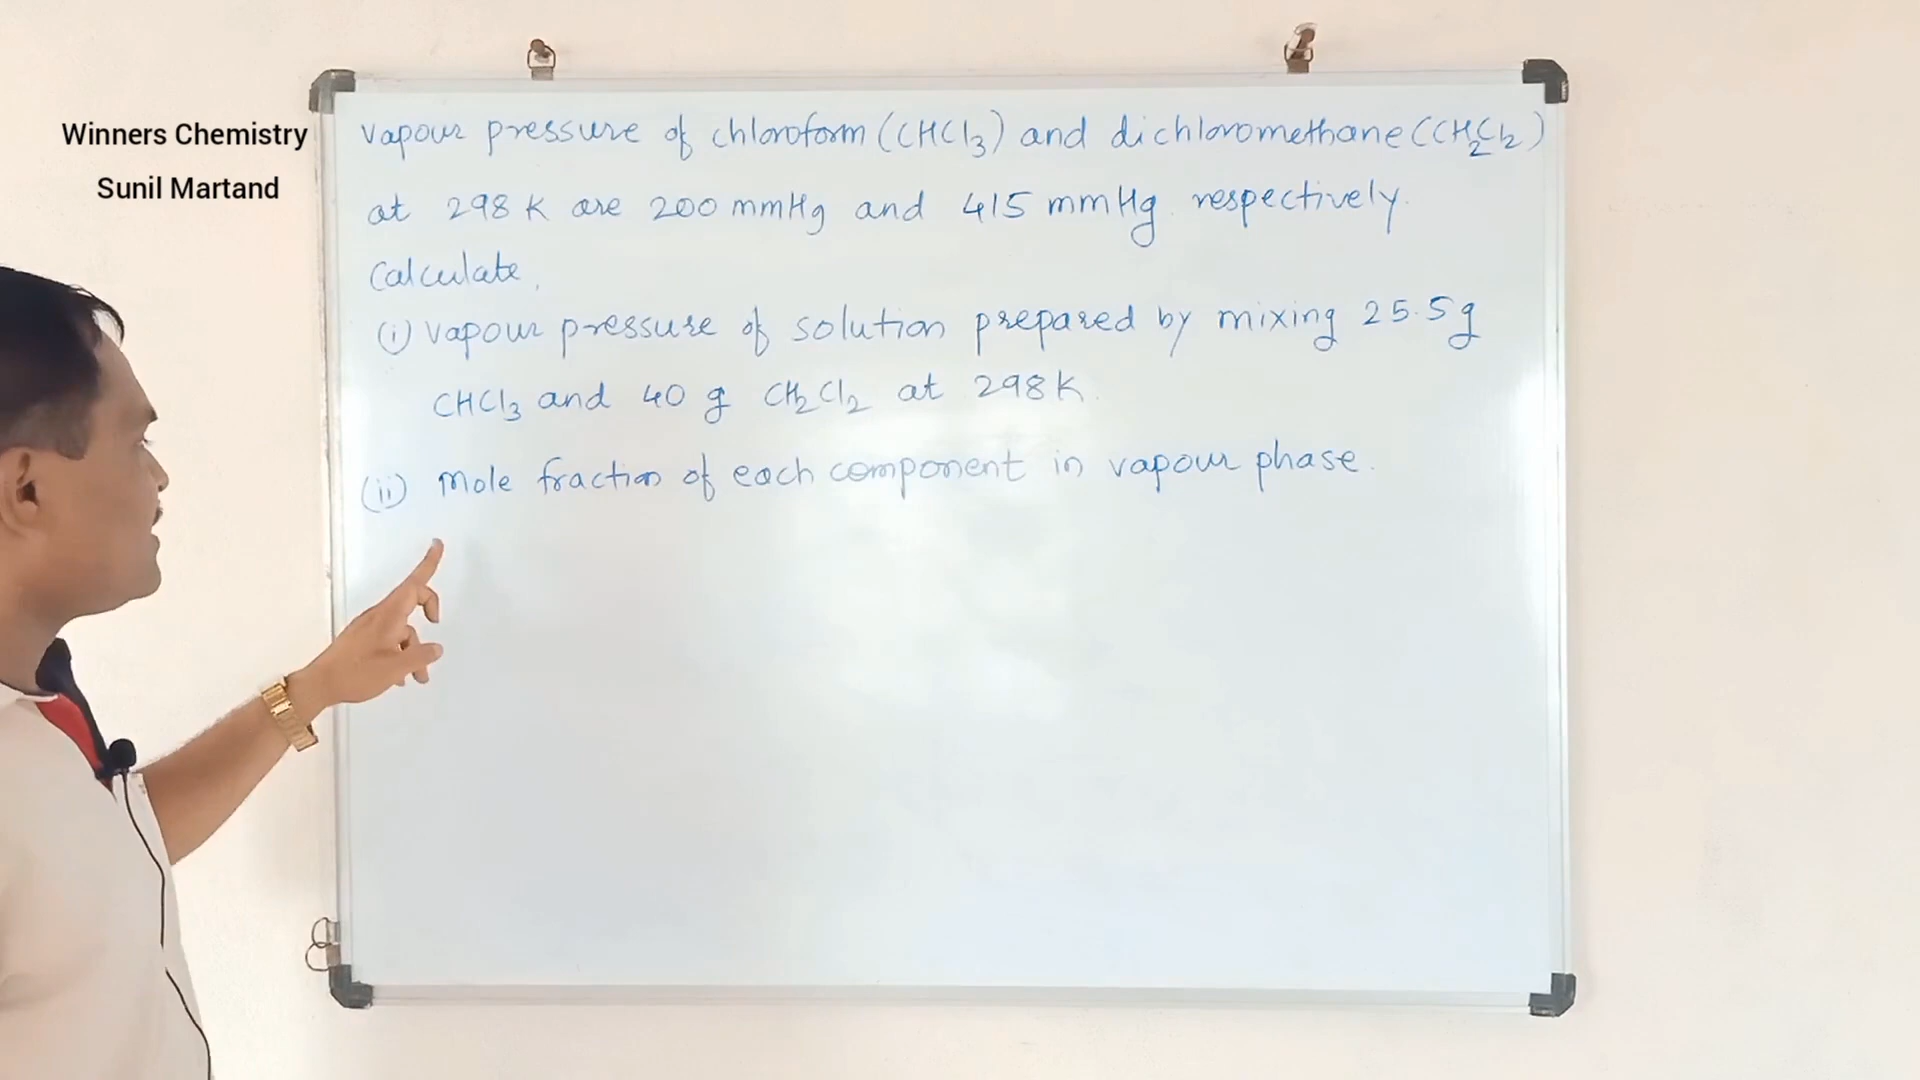 Winners Chemistry
Sunil Martand
Vapour pressure of chloroform (CHCl3) and dichloromethane (CH2Cl2)
at 298 K are 200 mmHg and 415 mmHg respectively.
Calculate,
(i) Vapour pressure of solution prepared by mixing 25.5g
CHCl3 and 40 g CH2Cl2 at 298K.
(ii) Mole fraction of each component in vapour phase.